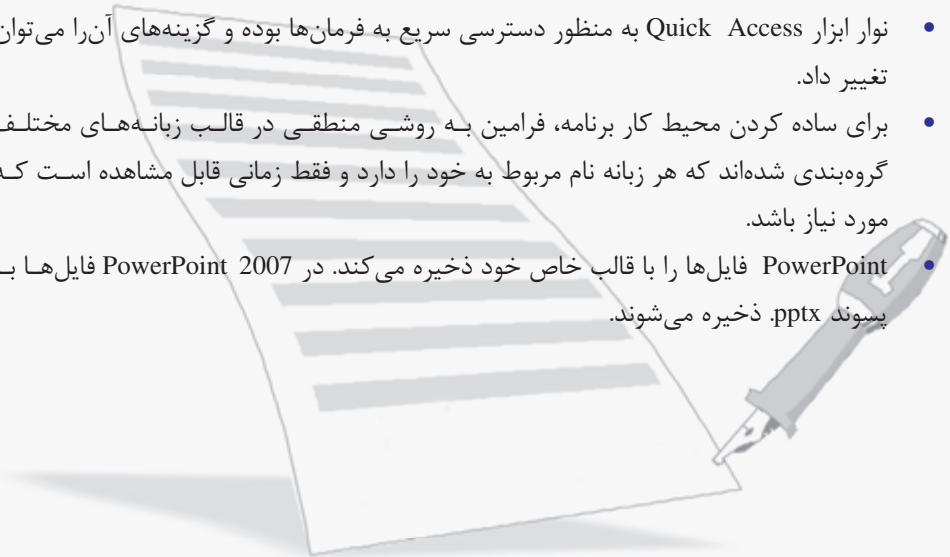 • نوار ابزار Quick Access به منظور دسترسی سریع به فرمان‌ها بوده و گزینه‌های آن‌را می‌توان
تغییر داد.
• برای ساده کردن محیط کار برنامه، فرامین به روشی منطقی در قالب زبانه‌های مختلف
گروه‌بندی شده‌اند که هر زبانه نام مربوط به خود را دارد و فقط زمانی قابل مشاهده است که
مورد نیاز باشد.
• PowerPoint فایل‌ها را با قالب خاص خود ذخیره می‌کند. در PowerPoint 2007 فایل‌ها بـ
پسوند pptx. ذخیره می‌شوند.